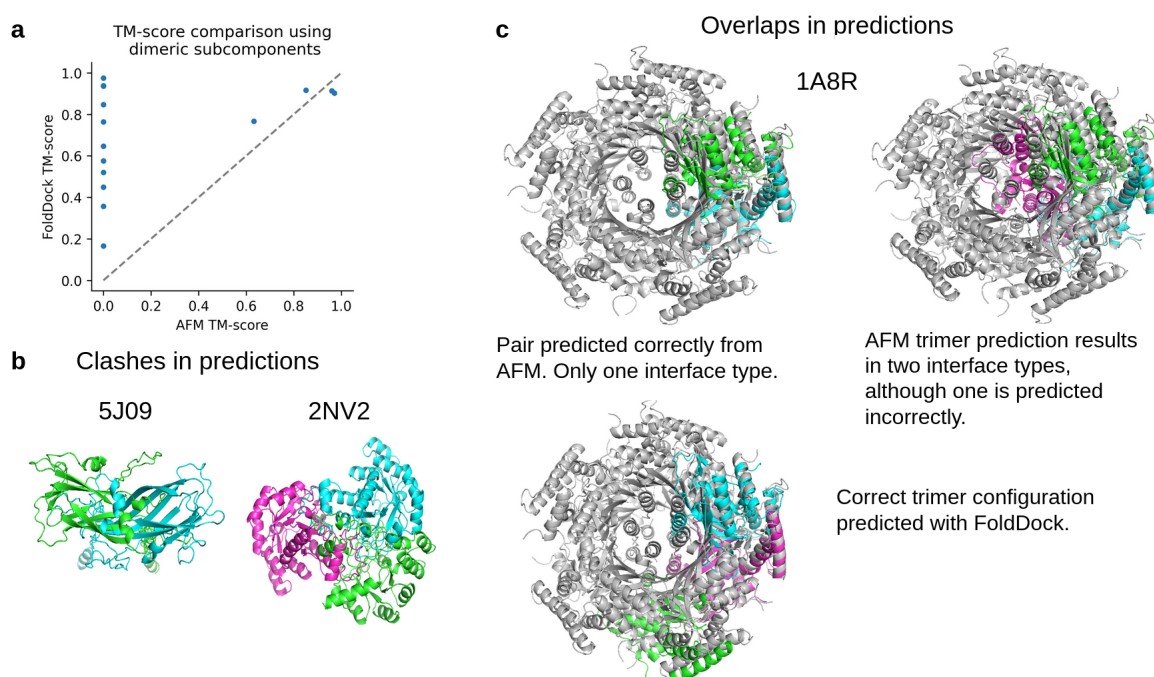 a
TM-score comparison using
dimeric subcomponents
1.0
0.8
0.6
0.4
0.2
0.0
FoldDock TM-score
0.0 0.2 0.4 0.6 0.8 1.0
AFM TM-score
b Clashes in predictions
5J09 2NV2
c Overlaps in predictions
1A8R
Pair predicted correctly from
AFM. Only one interface type.
AFM trimer prediction results
in two interface types,
although one is predicted
incorrectly.
Correct trimer configuration
predicted with FoldDock.